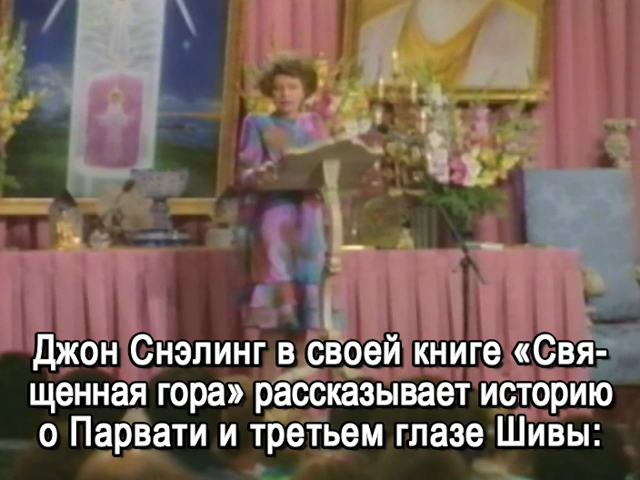 Джон Снэлинг в своей книге «Свя-
щенная гора» рассказывает историю
о Парвати и третьем глазе Шивы: